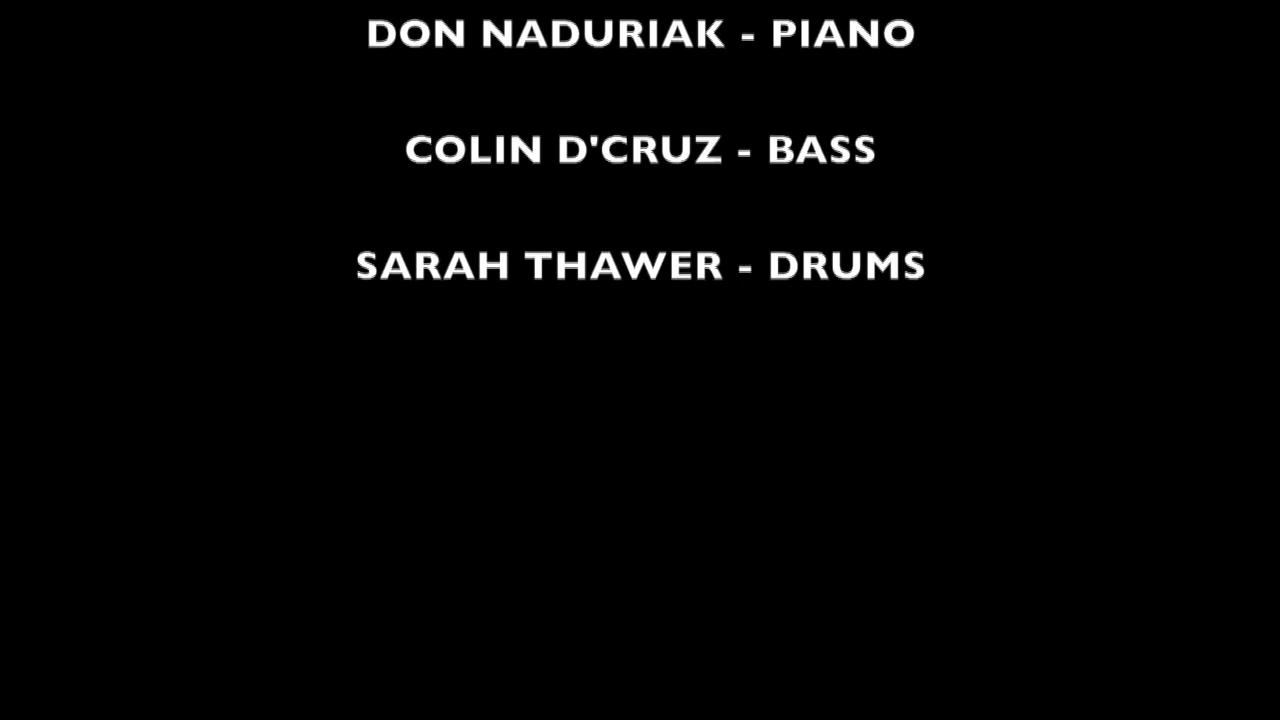 DON NADURIAK - PIANO
COLIN D'CRUZ - BASS
SARAH THAWER - DRUMS